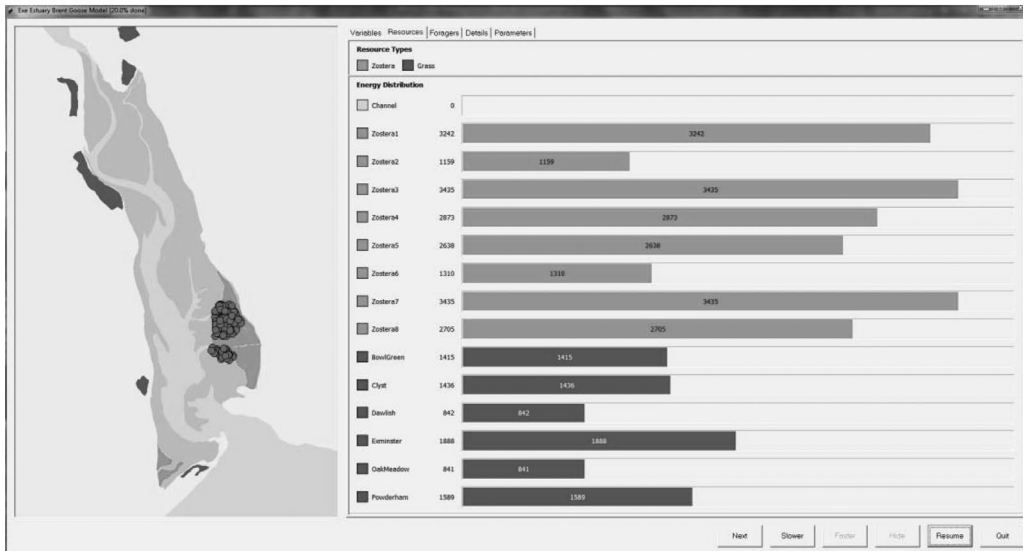 Exe Estuary Brent Goose Model [20.0% done]
Variables Resources Foragers Details Parameters
Resource Types
Zostera Grass
Energy Distribution
Channel 0
Zostera1 3242 3242
Zostera2 1159 1159
Zostera3 3435 3435
Zostera4 2873 2873
Zostera5 2638 2638
Zostera6 1310 1310
Zostera7 3435 3435
Zostera8 2705 2705
BowlGreen 1415 1415
Clyst 1436 1436
Dawlish 842 842
Exminster 1888 1888
OakMeadow 841 841
Powderham 1589 1589
Next Slower Faster Hide Resume Quit